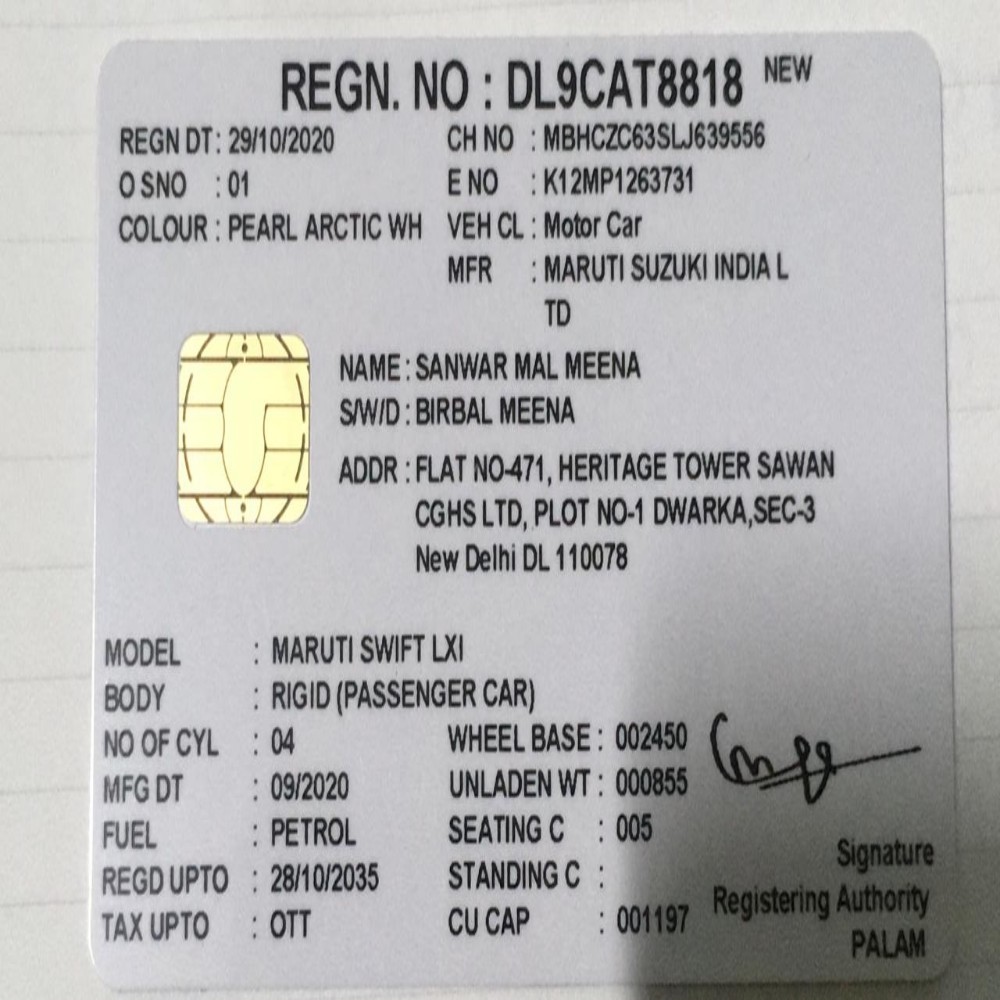 REGN. NO : DL9CAT8818 NEW
REGN DT : 29/10/2020 CH NO : MBHCZC63SLJ639556
O SNO : 01 E NO : K12MP1263731
COLOUR : PEARL ARCTIC WH VEH CL : Motor Car
MFR : MARUTI SUZUKI INDIA L
TD
NAME : SANWAR MAL MEENA
S/W/D : BIRBAL MEENA
ADDR : FLAT NO-471, HERITAGE TOWER SAWAN
CGHS LTD, PLOT NO-1 DWARKA,SEC-3
New Delhi DL 110078
MODEL : MARUTI SWIFT LXI
BODY : RIGID (PASSENGER CAR)
NO OF CYL : 04 WHEEL BASE : 002450
MFG DT : 09/2020 UNLADEN WT : 000855
FUEL : PETROL SEATING C : 005
REGD UPTO : 28/10/2035 STANDING C :
TAX UPTO : OTT CU CAP : 001197
Signature
Registering Authority
PALAM